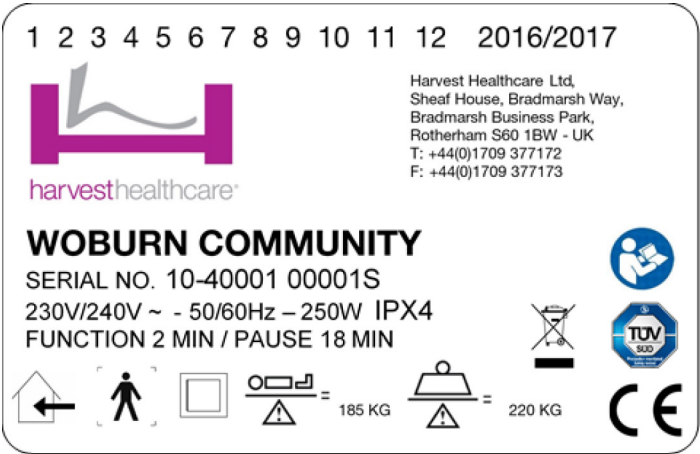 1 2 3 4 5 6 7 8 9 10 11 12 2016/2017
Harvest Healthcare Ltd,
Sheaf House, Bradmarsh Way,
Bradmarsh Business Park,
Rotherham S60 1BW - UK
T: +44(0)1709 377172
F: +44(0)1709 377173
harvesthealthcare®
WOBURN COMMUNITY
SERIAL NO. 10-40001 00001S
230V/240V ~ - 50/60Hz – 250W IPX4
FUNCTION 2 MIN / PAUSE 18 MIN
TÜV
SÜD
= 185 KG
= 220 KG
CE